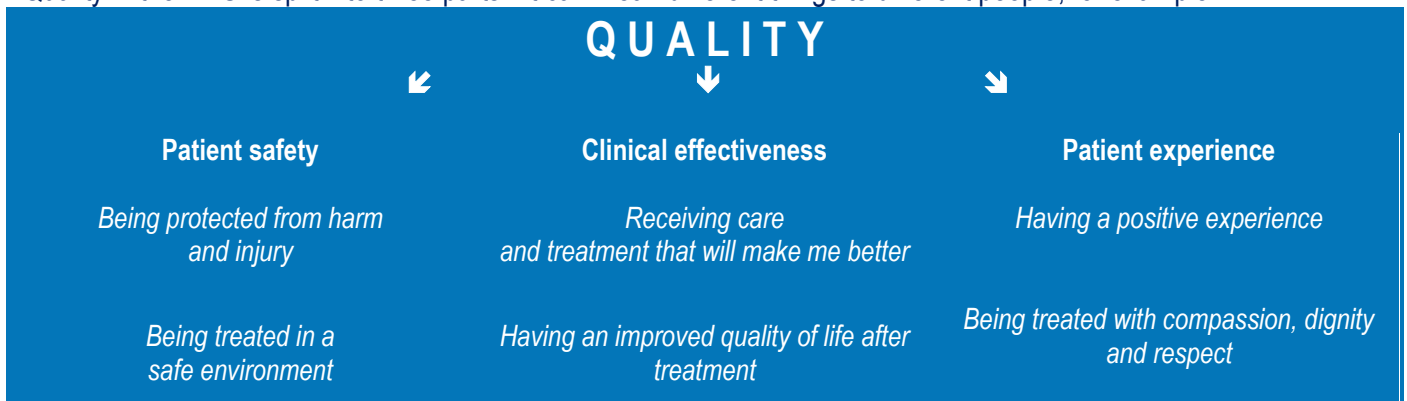 QUALITY
Patient safety
Clinical effectiveness
Patient experience
Being protected from harm
and injury
Receiving care
and treatment that will make me better
Having a positive experience
Being treated in a
safe environment
Having an improved quality of life after
treatment
Being treated with compassion, dignity
and respect